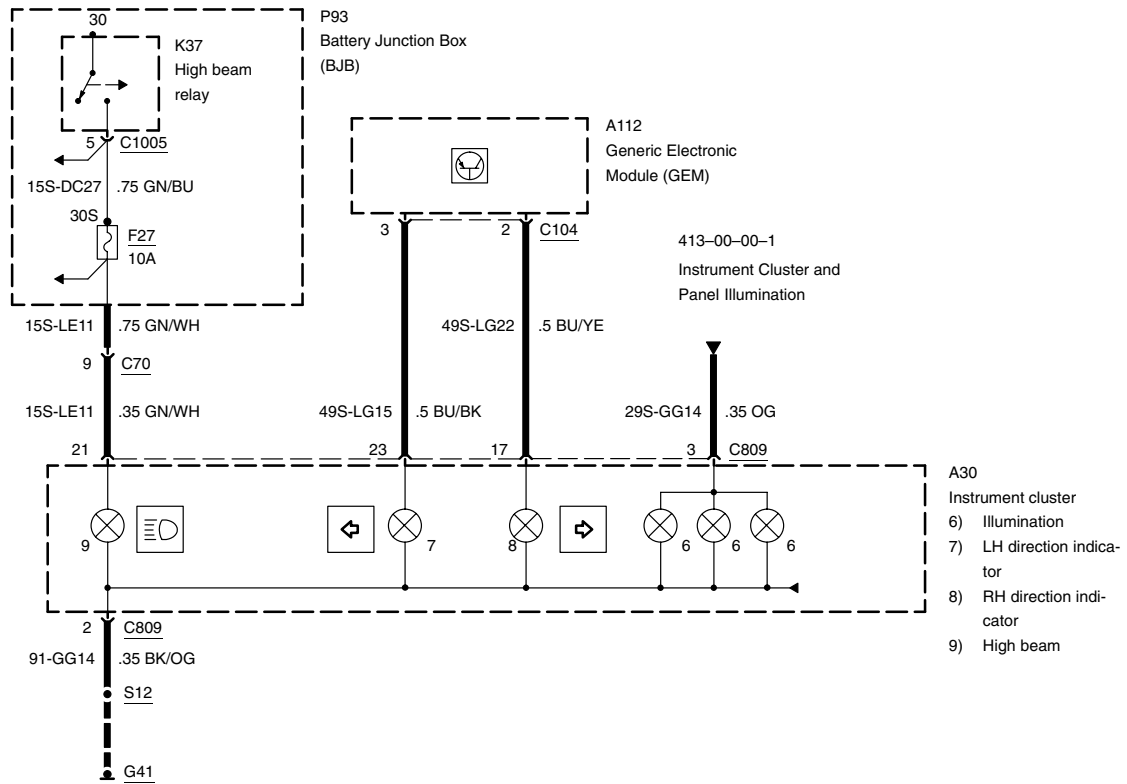 30
P93
Battery Junction Box
(BJB)
K37
High beam
relay
5 C1005
15S-DC27 .75 GN/BU
30S
F27
10A
A112
Generic Electronic
Module (GEM)
3 2 C104
413–00–00–1
Instrument Cluster and
Panel Illumination
15S-LE11 .75 GN/WH
49S-LG22 .5 BU/YE
9 C70
15S-LE11 .35 GN/WH
49S-LG15 .5 BU/BK
29S-GG14 .35 OG
21 23 17 3 C809
A30
Instrument cluster
6) Illumination
7) LH direction indica-
tor
8) RH direction indi-
cator
9) High beam
9 7 8 6 6 6
2 C809
91-GG14 .35 BK/OG
S12
G41